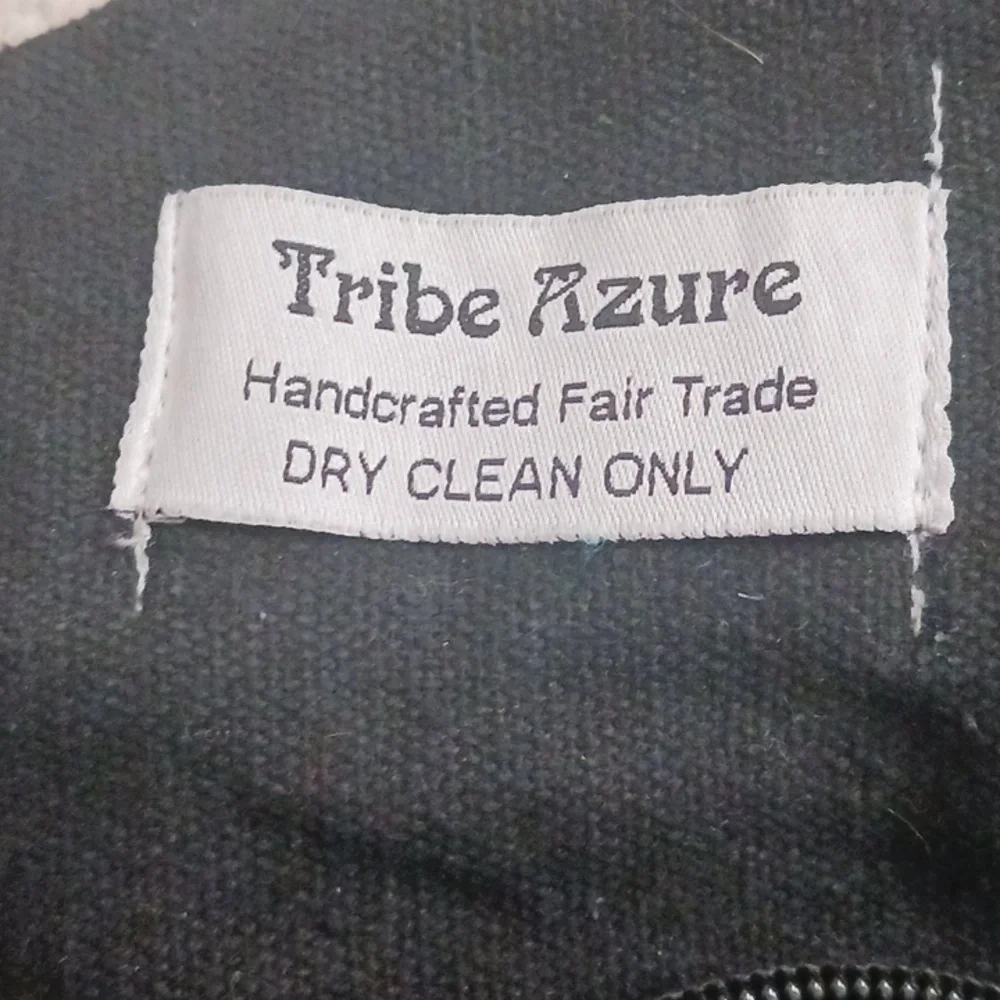 Tribe Azure
Handcrafted Fair Trade
DRY CLEAN ONLY